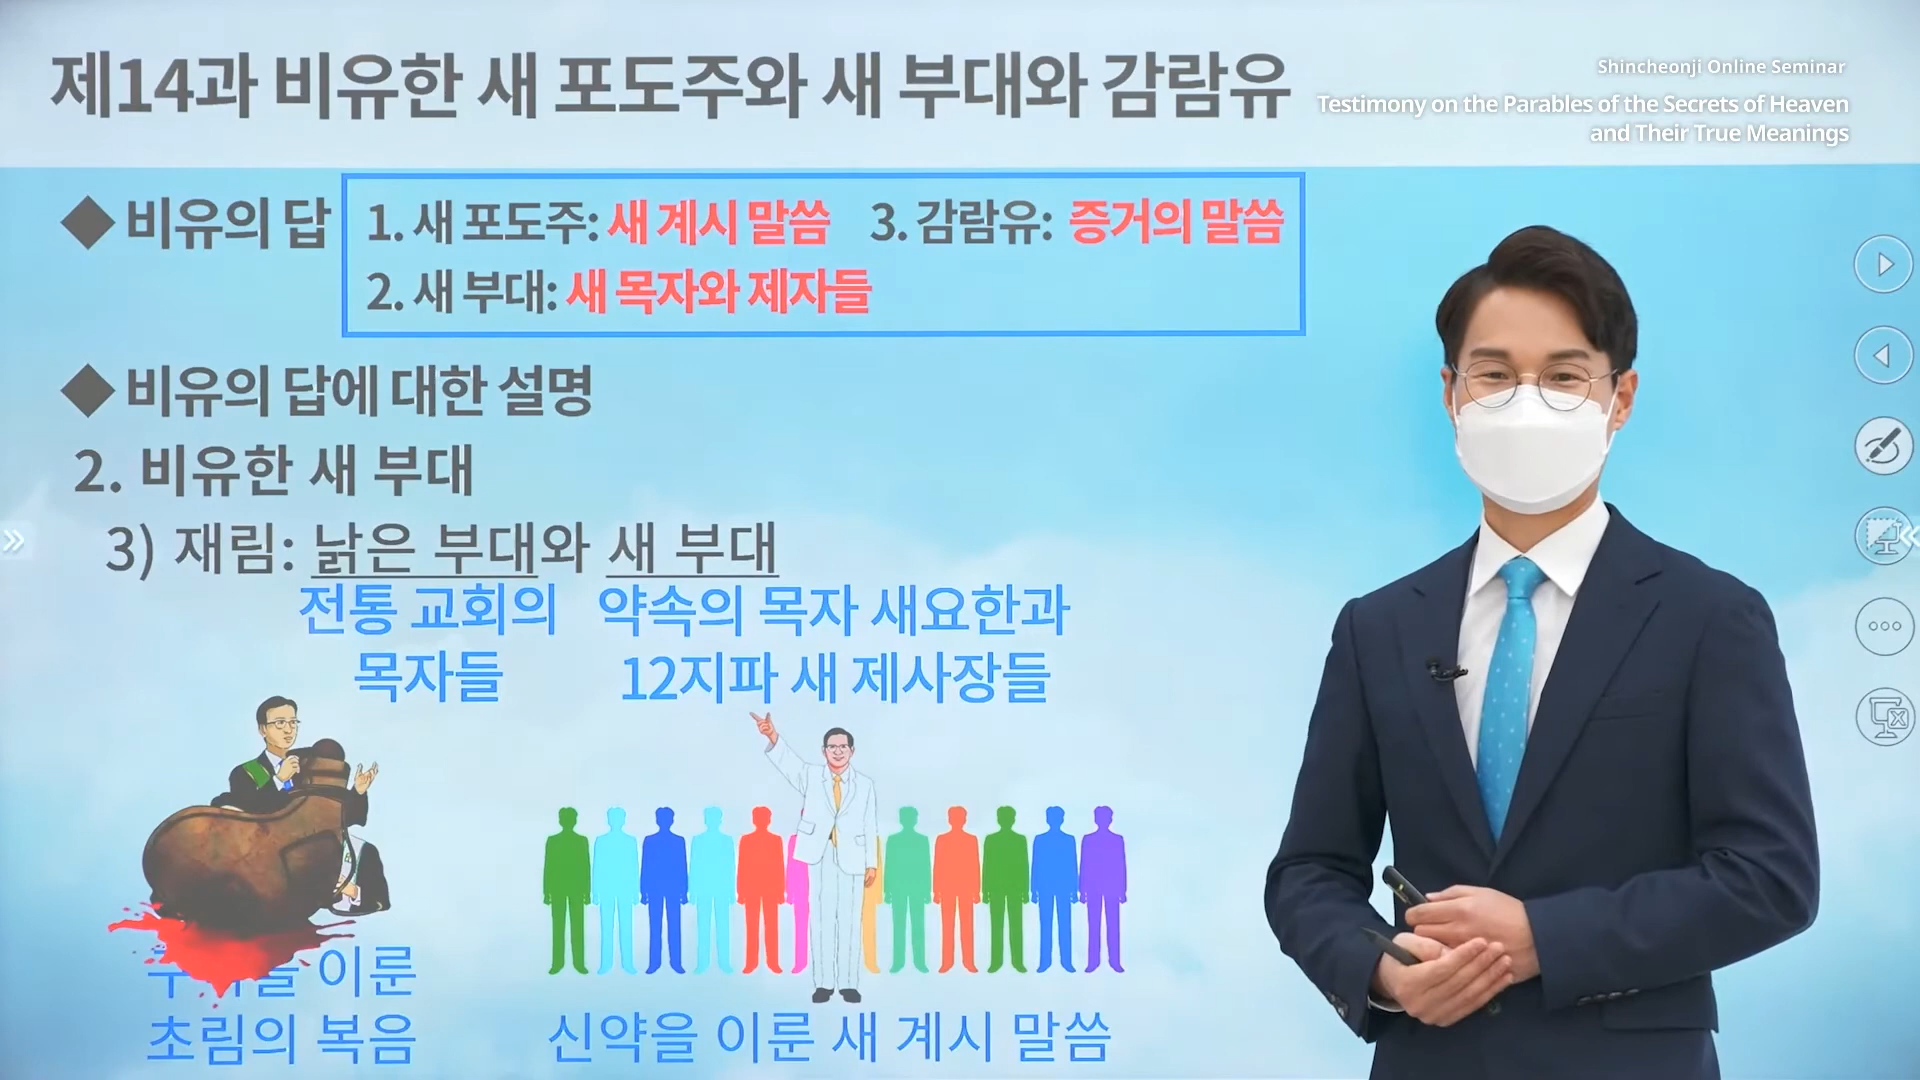 제14과 비유한 새 포도주와 새 부대와 감람유
Shincheonji Online Seminar
Testimony on the Parables of the Secrets of Heaven
and Their True Meanings
◆ 비유의 답
1. 새 포도주: 새 계시 말씀 3. 감람유: 증거의 말씀
2. 새 부대: 새 목자와 제자들
◆ 비유의 답에 대한 설명
2. 비유한 새 부대
3) 재림: 낡은 부대와 새 부대
전통 교회의
목자들
약속의 목자 새요한과
12지파 새 제사장들
이룬
초림의 복음
신약을 이룬 새 계시 말씀